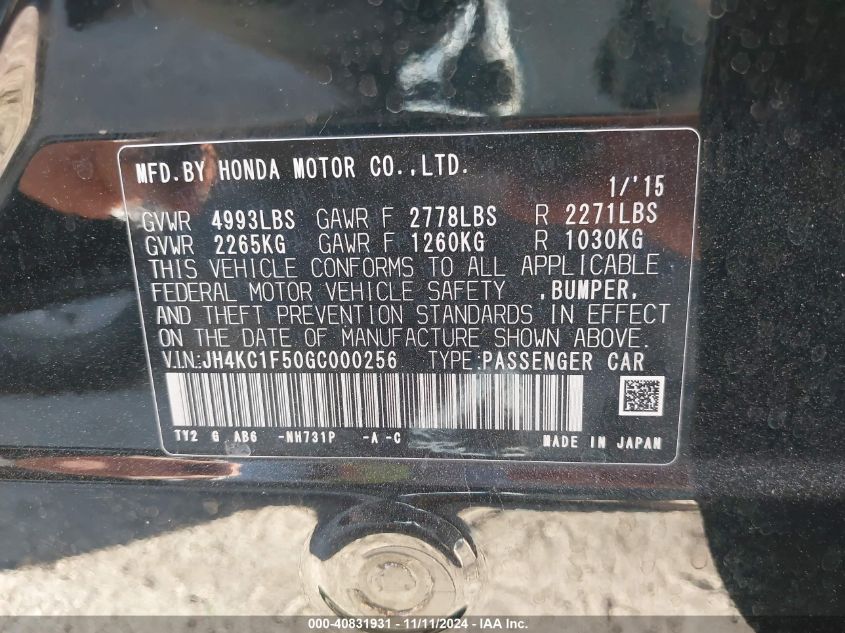 MFD.BY HONDA MOTOR CO.,LTD.
1/'15
GVWR 4993LBS GAWR F 2778LBS R 2271LBS
GVWR 2265KG GAWR F 1260KG R 1030KG
THIS VEHICLE CONFORMS TO ALL APPLICABLE
FEDERAL MOTOR VEHICLE SAFETY ,BUMPER,
AND THEFT PREVENTION STANDARDS IN EFFECT
ON THE DATE OF MANUFACTURE SHOWN ABOVE.
V.I.N:JH4KC1F50GC000256 TYPE:PASSENGER CAR
TY2 G AB6 -NH731P -A -C MADE IN JAPAN
000-40831931 - 11/11/2024 - IAA Inc.